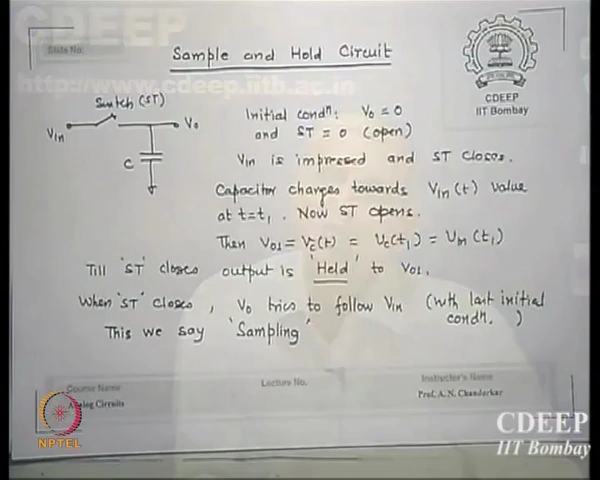 CDEEP
Slide No:
http://www.cdeep.iitb.ac.in
Sample and Hold Circuit
CDEEP
IIT Bombay
Switch (ST)
Vin
Vo
C
Initial condn: Vo = 0
and ST = 0 (open)
Vin is impressed and ST closes.
Capacitor charges towards Vin(t) value
at t=t1. Now ST opens.
Then Vo1 = Vc(t) = Vc(t1) = Vin(t1)
Till 'ST' closes output is 'Held' to Vo1.
When 'ST' closes, Vo tries to follow Vin (with last initial condn.)
This we say 'Sampling'
Course Name
Analog Circuits
Lecture No.
Instructor's Name
Prof. A. N. Chandorkar
NPTEL
CDEEP
IIT Bombay